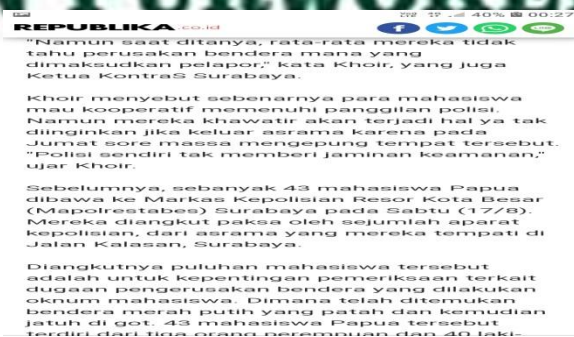 40% 00:27
REPUBLIKA.co.id
"Namun saat ditanya, rata-rata mereka tidak
tahu perusakan bendera mana yang
dimaksudkan pelapor," kata Khoir, yang juga
Ketua KontraS Surabaya.
Khoir menyebut sebenarnya para mahasiswa
mau kooperatif memenuhi panggilan polisi.
Namun mereka khawatir akan terjadi hal ya tak
diinginkan jika keluar asrama karena pada
Jumat sore massa mengepung tempat tersebut.
"Polisi sendiri tak memberi jaminan keamanan,"
ujar Khoir.
Sebelumnya, sebanyak 43 mahasiswa Papua
dibawa ke Markas Kepolisian Resor Kota Besar
(Mapolrestabes) Surabaya pada Sabtu (17/8).
Mereka diangkut paksa oleh sejumlah aparat
kepolisian, dari asrama yang mereka tempati di
Jalan Kalasan, Surabaya.
Diangkutnya puluhan mahasiswa tersebut
adalah untuk kepentingan pemeriksaan terkait
dugaan pengerusakan bendera yang dilakukan
oknum mahasiswa. Dimana telah ditemukan
bendera merah putih yang patah dan kemudian
jatuh di got. 43 mahasiswa Papua tersebut
terdiri dari tiga orang perempuan dan 40 laki-